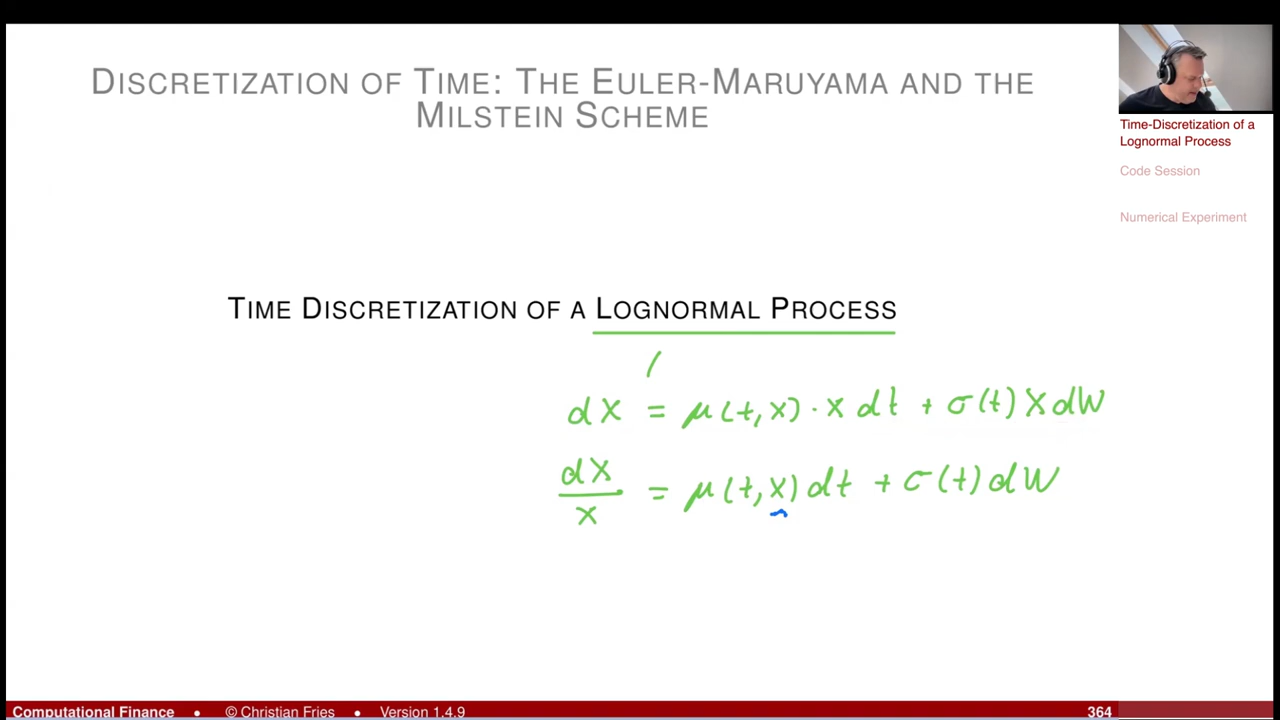 DISCRETIZATION OF TIME: THE EULER-MARUYAMA AND THE
MILSTEIN SCHEME
Time-Discretization of a
Lognormal Process
Code Session
Numerical Experiment
TIME DISCRETIZATION OF A LOGNORMAL PROCESS
dX = μ(t,x) · x dt + σ(t) X dW
dX
x
= μ(t,x) dt + σ(t) dW
Computational Finance • © Christian Fries • Version 1.4.9 364